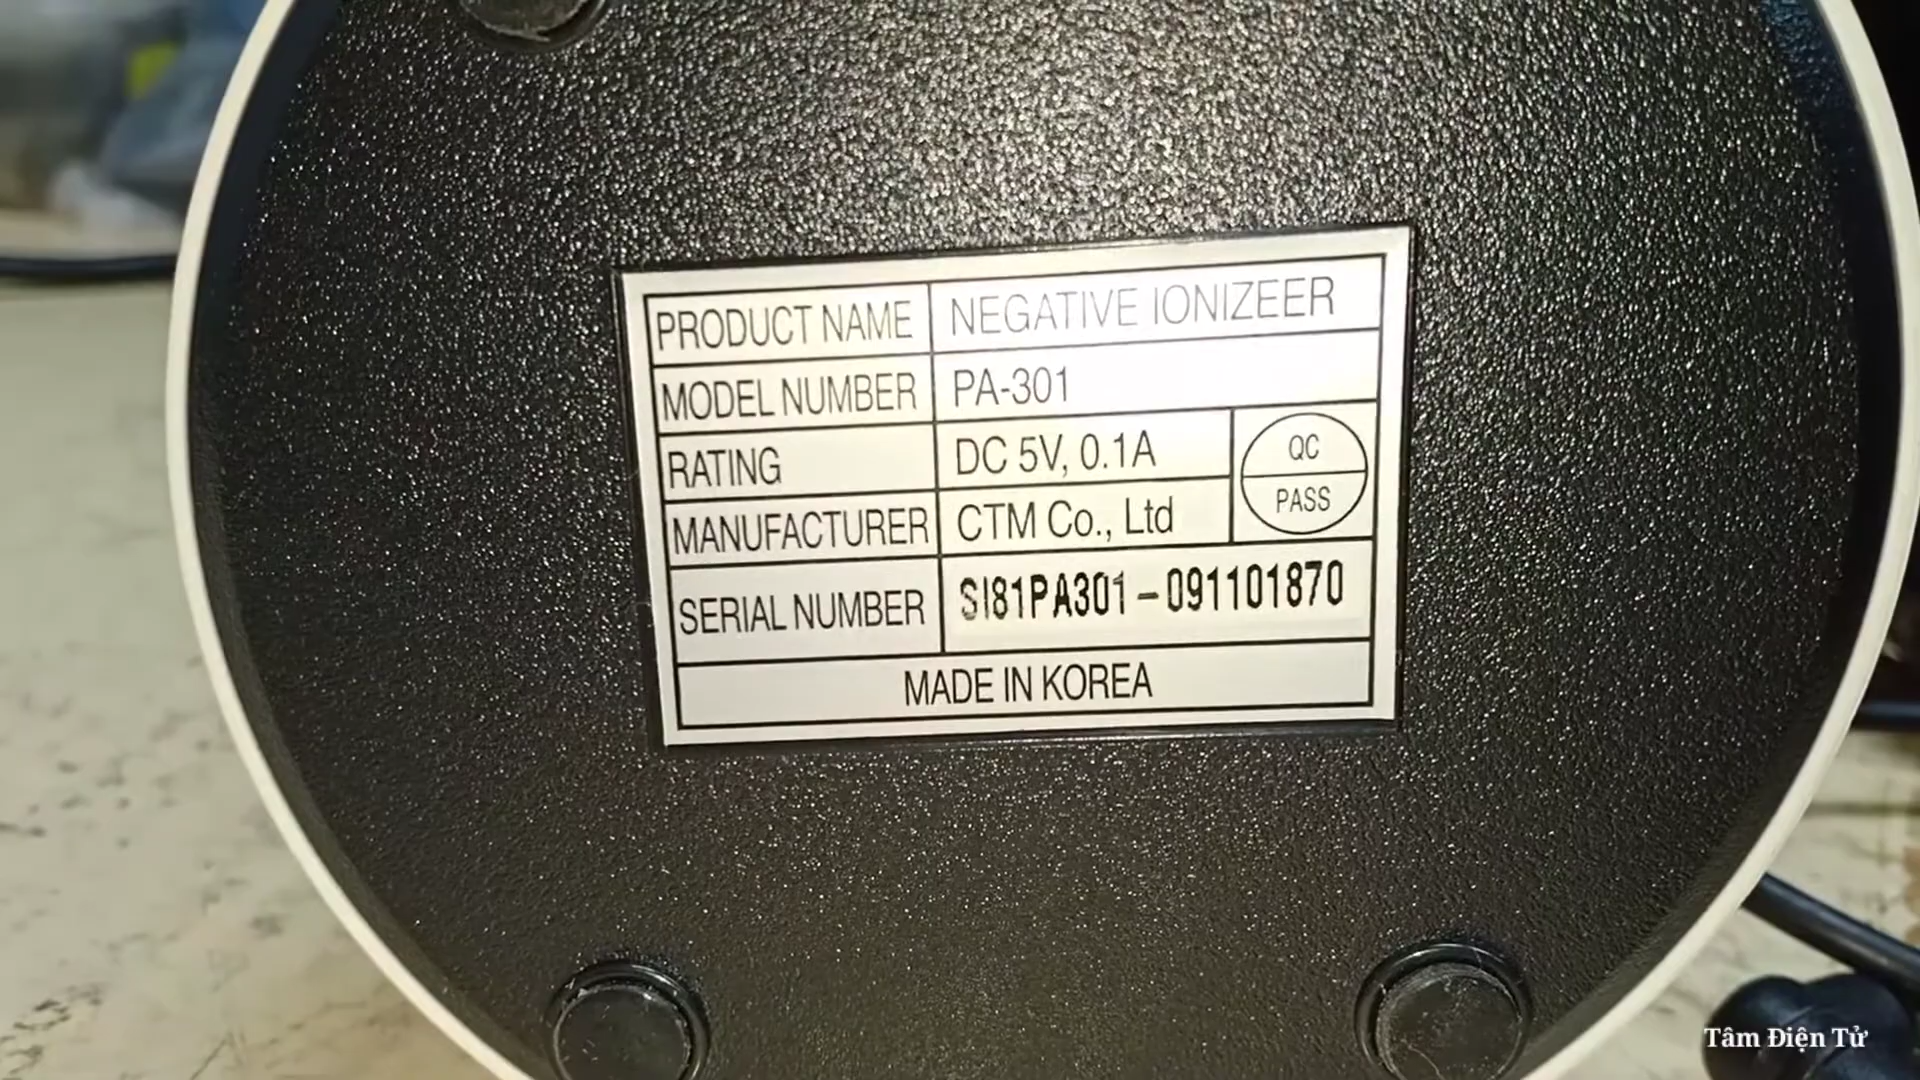 PRODUCT NAME NEGATIVE IONIZEER
MODEL NUMBER PA-301
RATING DC 5V, 0.1A
QC
PASS
MANUFACTURER CTM Co., Ltd
SERIAL NUMBER SI81PA301-091101870
MADE IN KOREA
Tâm Điện Tử